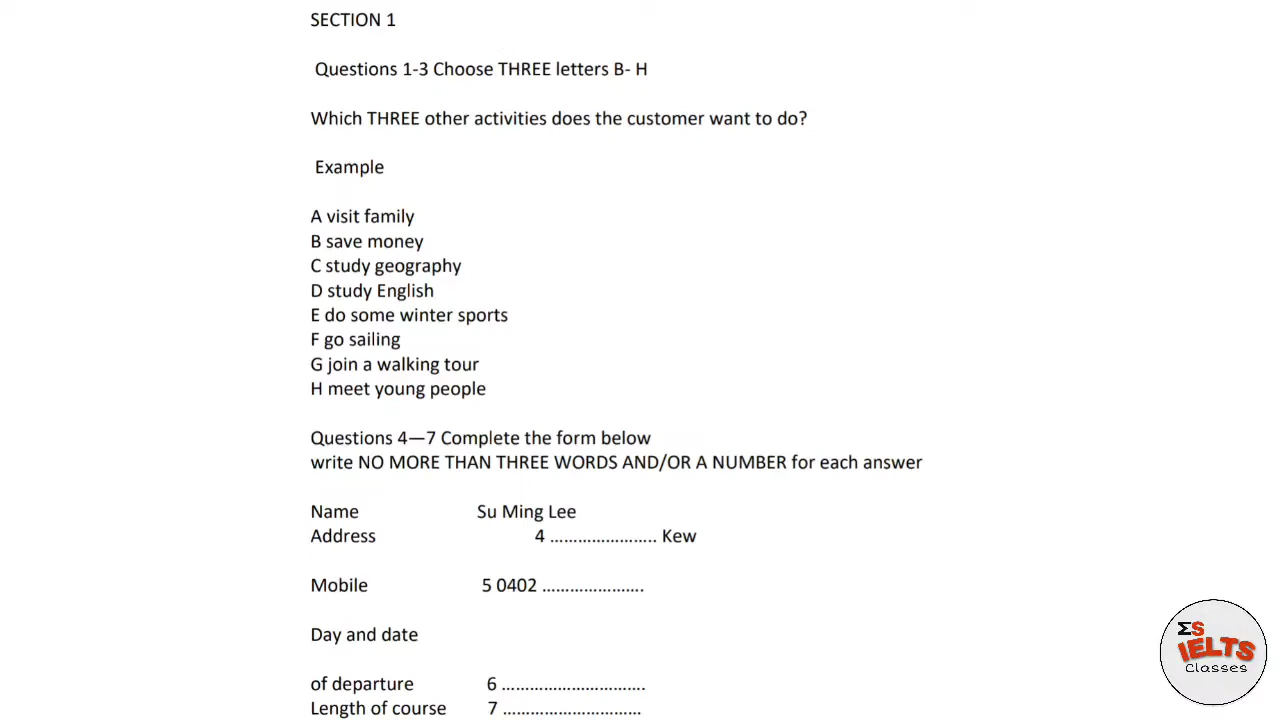 SECTION 1
Questions 1-3 Choose THREE letters B- H
Which THREE other activities does the customer want to do?
Example
A visit family
B save money
C study geography
D study English
E do some winter sports
F go sailing
G join a walking tour
H meet young people
Questions 4—7 Complete the form below
write NO MORE THAN THREE WORDS AND/OR A NUMBER for each answer
Name Su Ming Lee
Address 4 ………………….. Kew
Mobile 5 0402 ………………….
Day and date
of departure 6 ………………………….
Length of course 7 …………………………
ΣS
IELTS
Classes